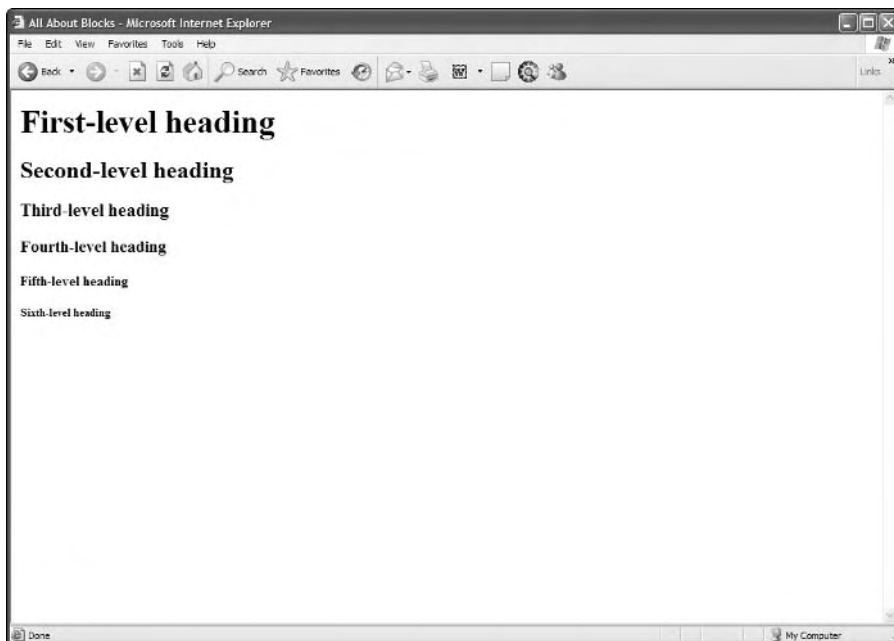 All About Blocks - Microsoft Internet Explorer
File Edit View Favorites Tools Help
Back Search Favorites Links »
First-level heading
Second-level heading
Third-level heading
Fourth-level heading
Fifth-level heading
Sixth-level heading
Done My Computer